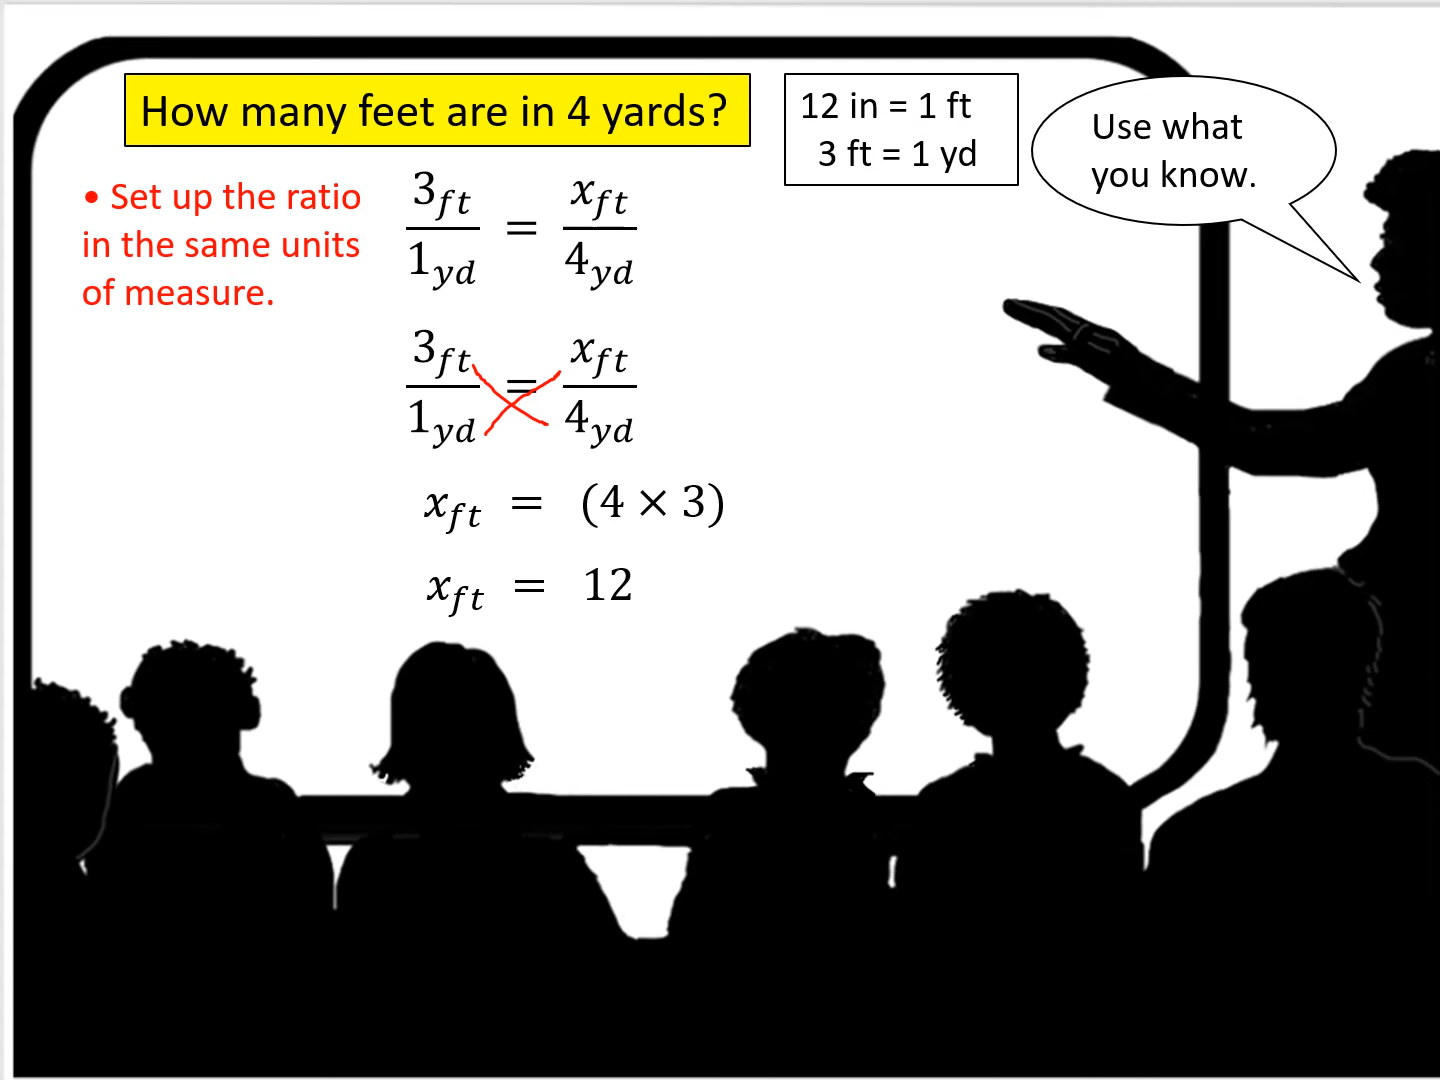 How many feet are in 4 yards?
12 in = 1 ft
3 ft = 1 yd
Use what
you know.
• Set up the ratio
in the same units
of measure.
3ft/1yd = xft/4yd
3ft/1yd = xft/4yd
xft = (4 × 3)
xft = 12